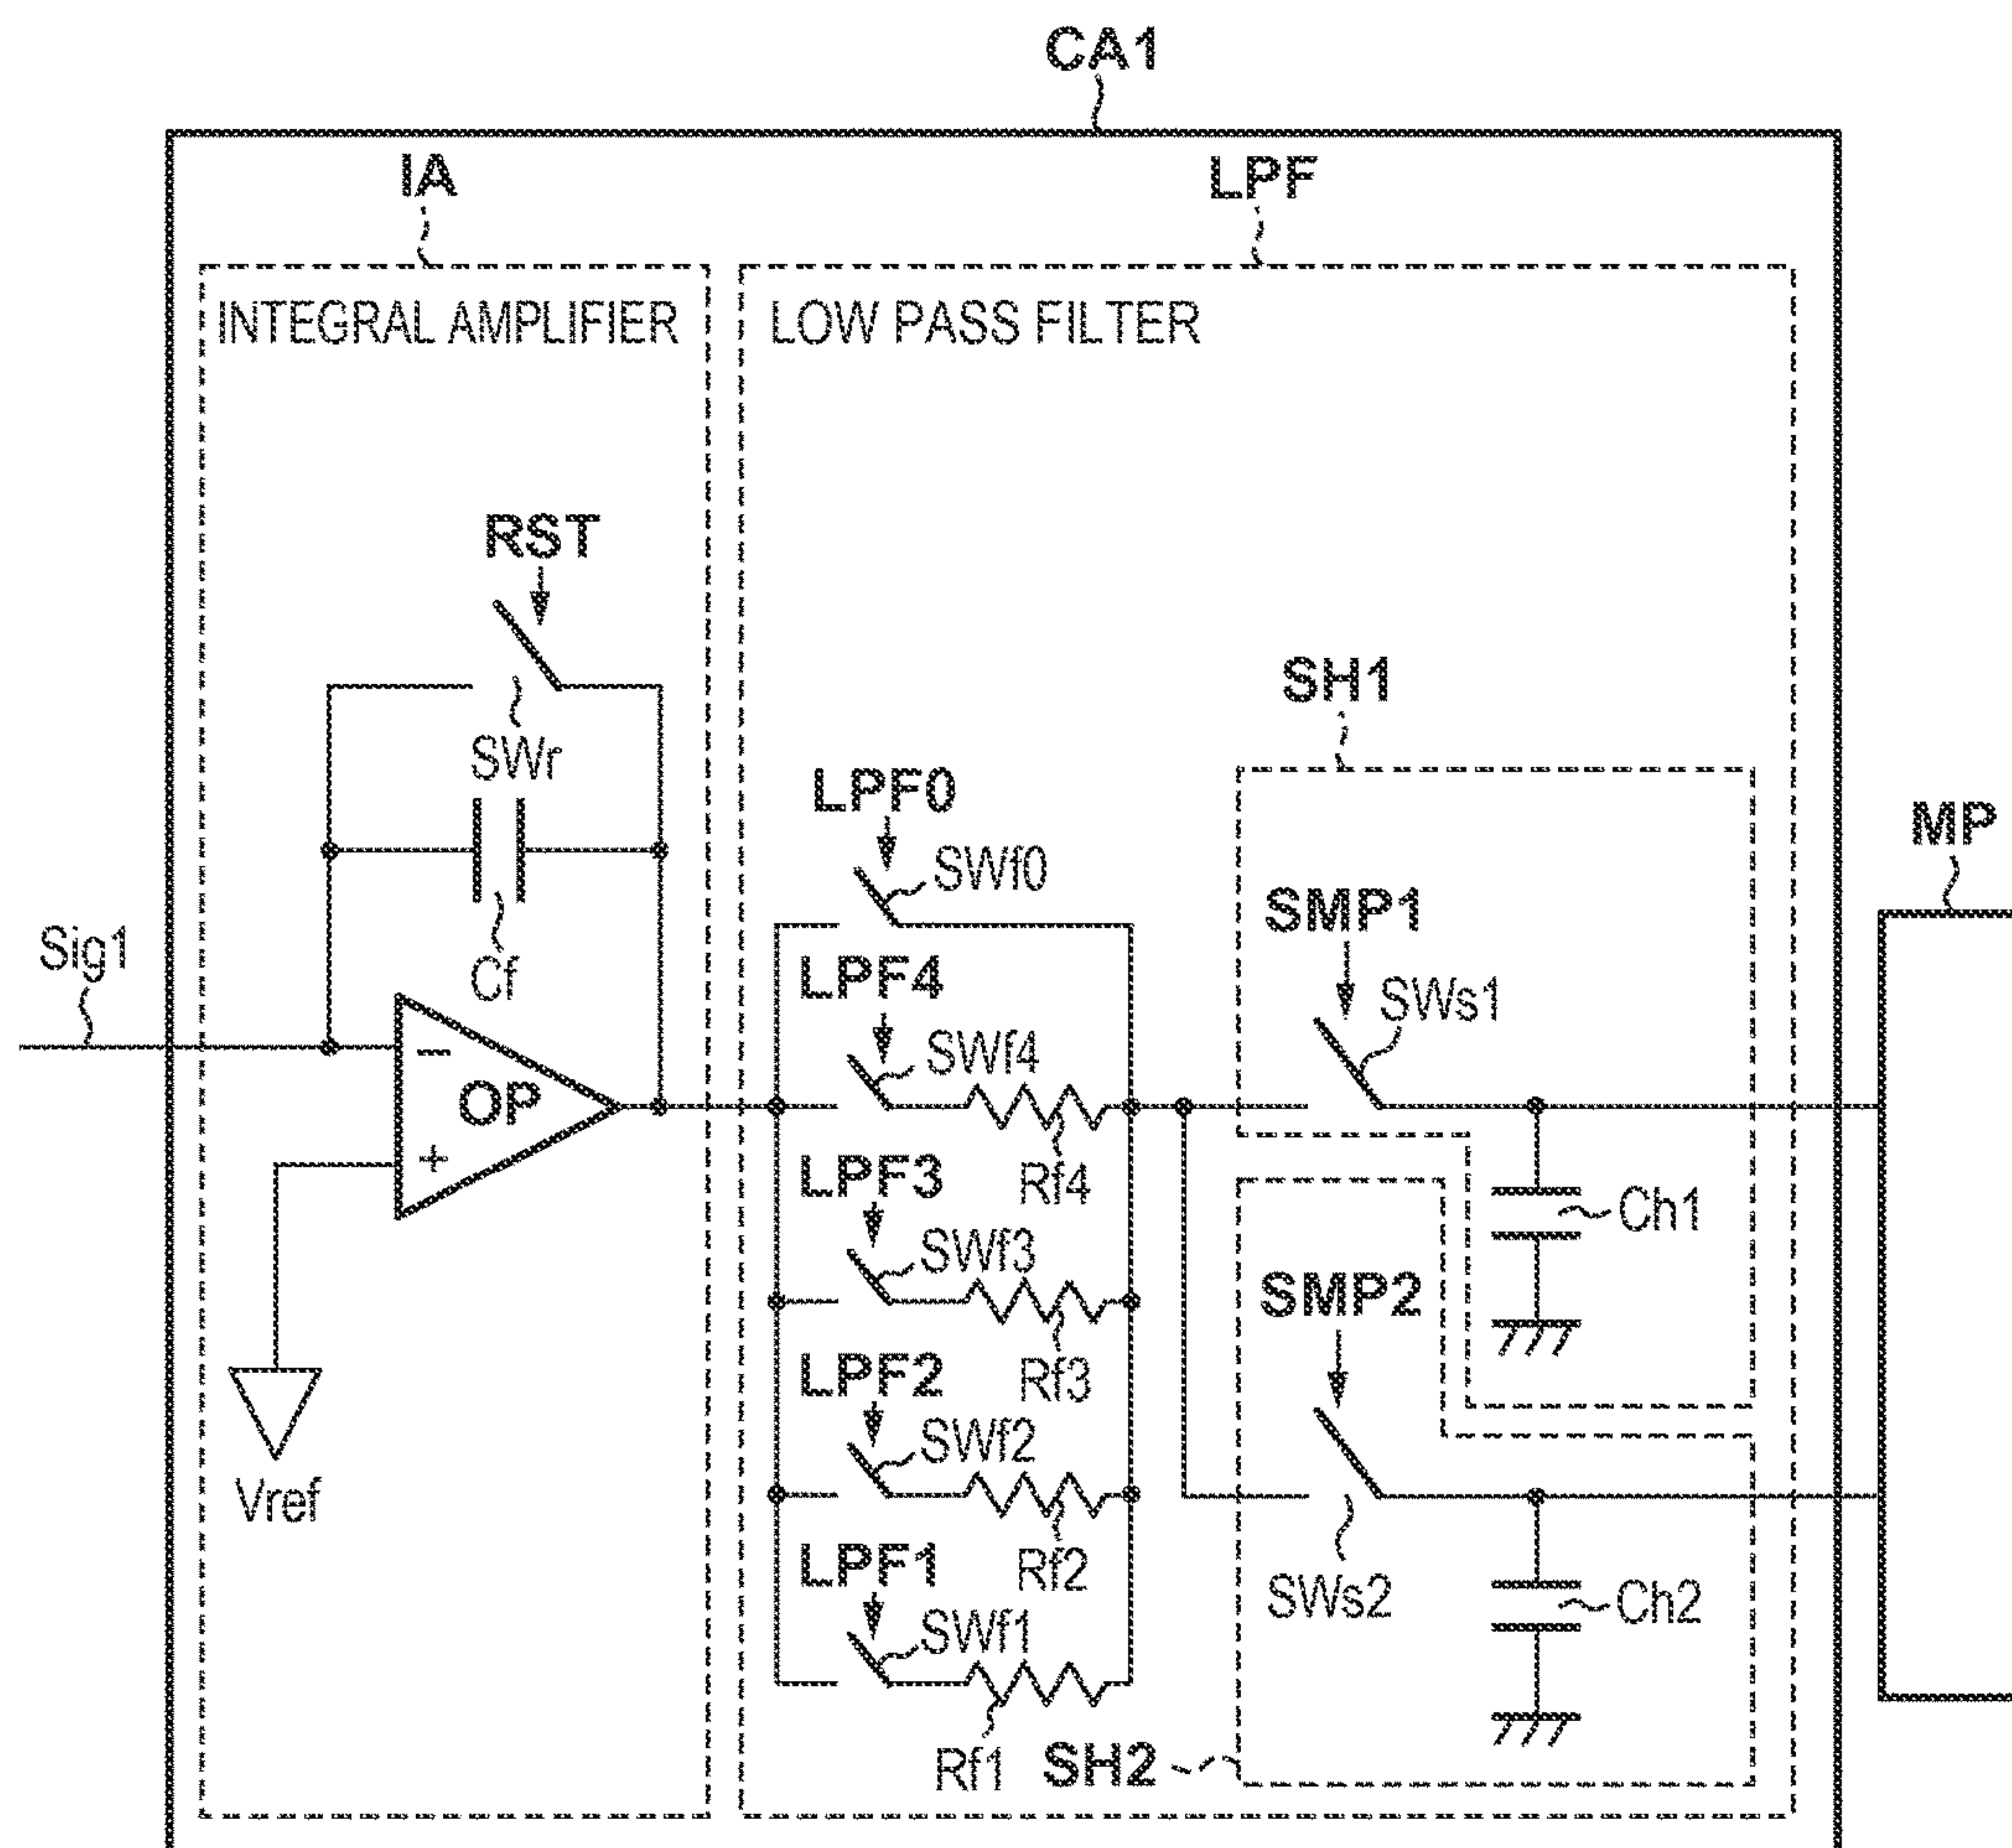 CA1
IA
LPF
INTEGRAL AMPLIFIER
LOW PASS FILTER
RST
SWr
Cf
Sig1
OP
−
+
Vref
LPF0
SWf0
LPF4
SWf4
Rf4
LPF3
SWf3
Rf3
LPF2
SWf2
Rf2
LPF1
SWf1
Rf1
SH1
SMP1
SWs1
Ch1
SMP2
SWs2
Ch2
SH2
MP